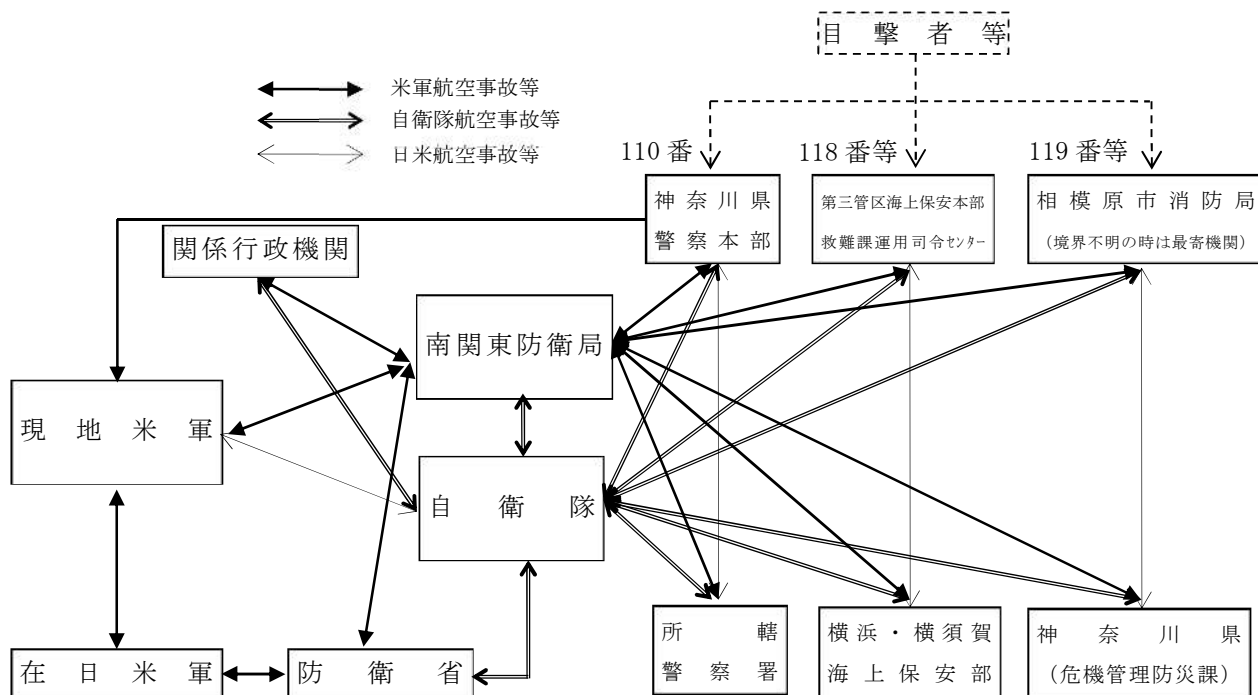 目撃者等
米軍航空事故等
自衛隊航空事故等
日米航空事故等
110番
118番等
119番等
神奈川県
警察本部
第三管区海上保安本部
救難課運用司令センター
相模原市消防局
(境界不明の時は最寄機関)
関係行政機関
南関東防衛局
現地米軍
自衛隊
在日米軍
防衛省
所轄
警察署
横浜・横須賀
海上保安部
神奈川県
(危機管理防災課)